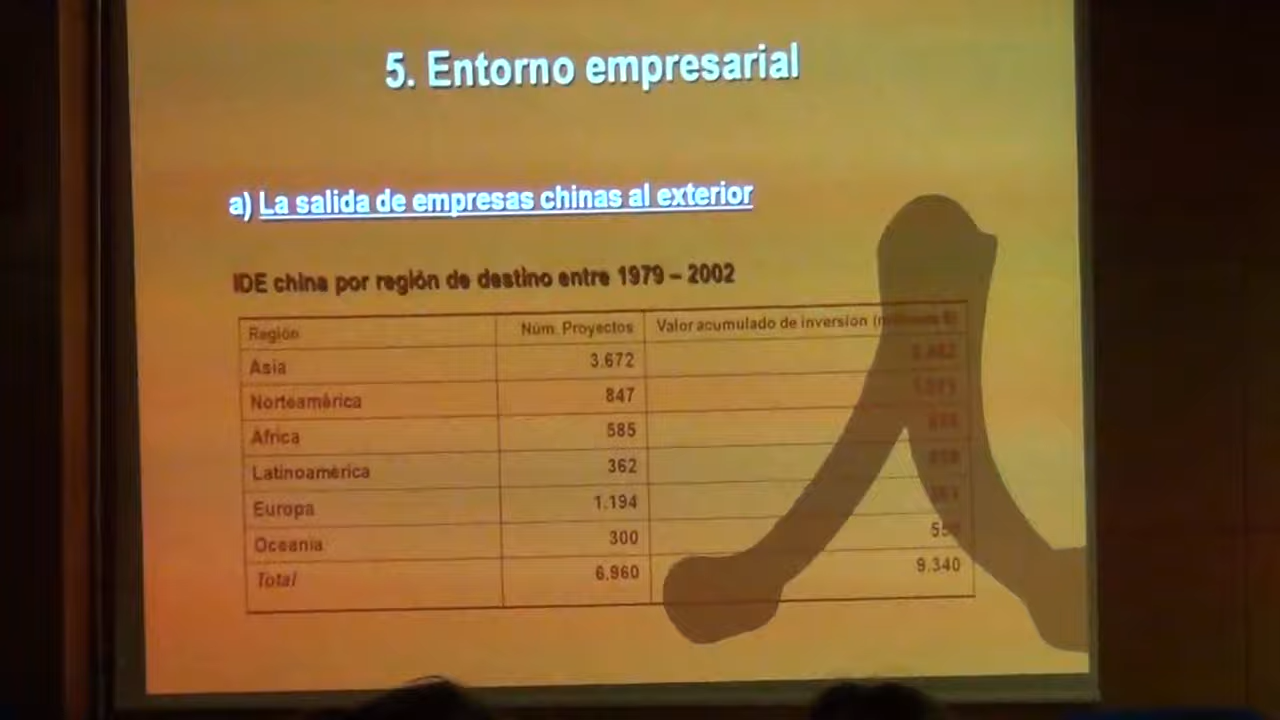 5. Entorno empresarial
a) La salida de empresas chinas al exterior
IDE china por región de destino entre 1979 – 2002
Región Núm. Proyectos Valor acumulado de inversión
Asia 3.672
Norteamérica 847
Africa 585
Latinoamérica 362
Europa 1.194
Oceanía 300
Total 6.960 9.340